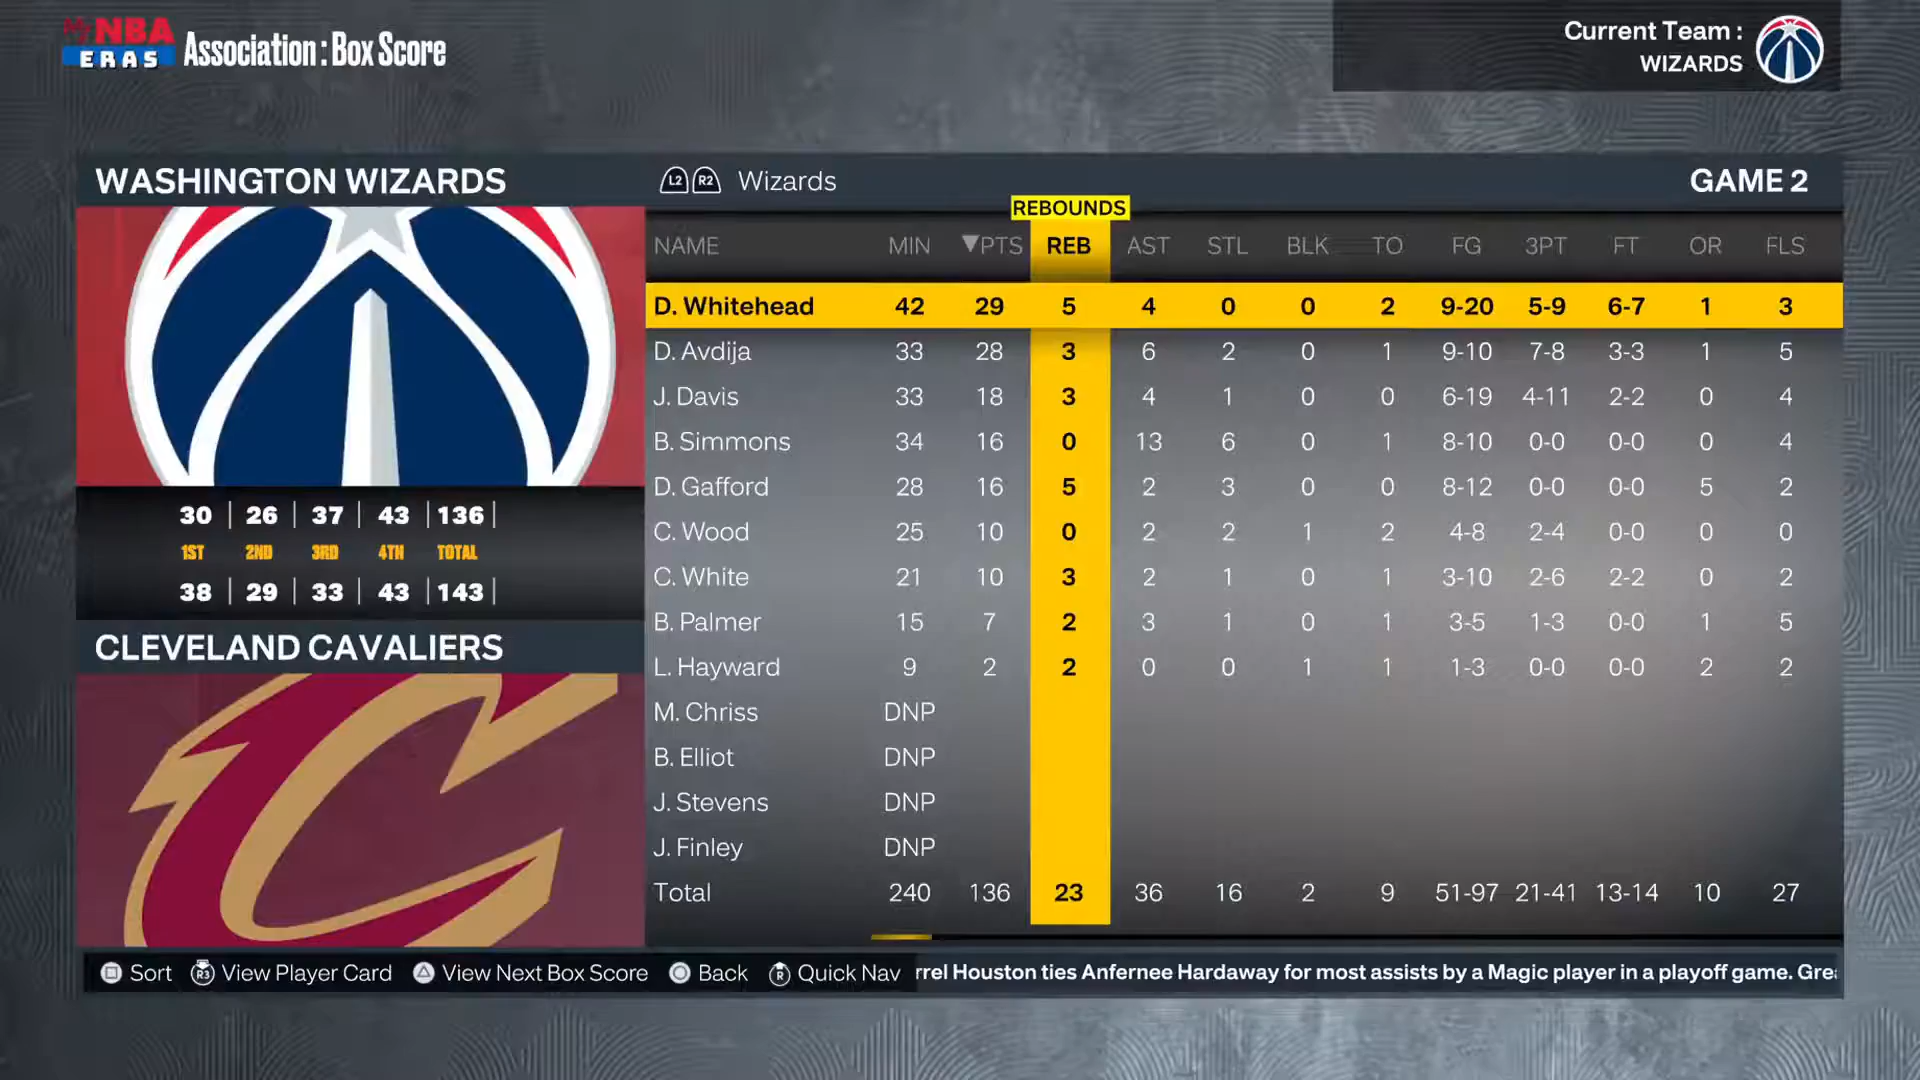 MyNBA
ERAS
Association : Box Score
Current Team :
WIZARDS
WASHINGTON WIZARDS
L2 R2 Wizards
GAME 2
REBOUNDS
NAME MIN ▼PTS REB AST STL BLK TO FG 3PT FT OR FLS
D. Whitehead 42 29 5 4 0 0 2 9-20 5-9 6-7 1 3
D. Avdija 33 28 3 6 2 0 1 9-10 7-8 3-3 1 5
J. Davis 33 18 3 4 1 0 0 6-19 4-11 2-2 0 4
B. Simmons 34 16 0 13 6 0 1 8-10 0-0 0-0 0 4
D. Gafford 28 16 5 2 3 0 0 8-12 0-0 0-0 5 2
C. Wood 25 10 0 2 2 1 2 4-8 2-4 0-0 0 0
C. White 21 10 3 2 1 0 1 3-10 2-6 2-2 0 2
B. Palmer 15 7 2 3 1 0 1 3-5 1-3 0-0 1 5
L. Hayward 9 2 2 0 0 1 1 1-3 0-0 0-0 2 2
M. Chriss DNP
B. Elliot DNP
J. Stevens DNP
J. Finley DNP
Total 240 136 23 36 16 2 9 51-97 21-41 13-14 10 27
30 | 26 | 37 | 43 | 136 |
1ST 2ND 3RD 4TH TOTAL
38 | 29 | 33 | 43 | 143 |
CLEVELAND CAVALIERS
Sort R3 View Player Card View Next Box Score Back R Quick Nav
rrel Houston ties Anfernee Hardaway for most assists by a Magic player in a playoff game. Gre